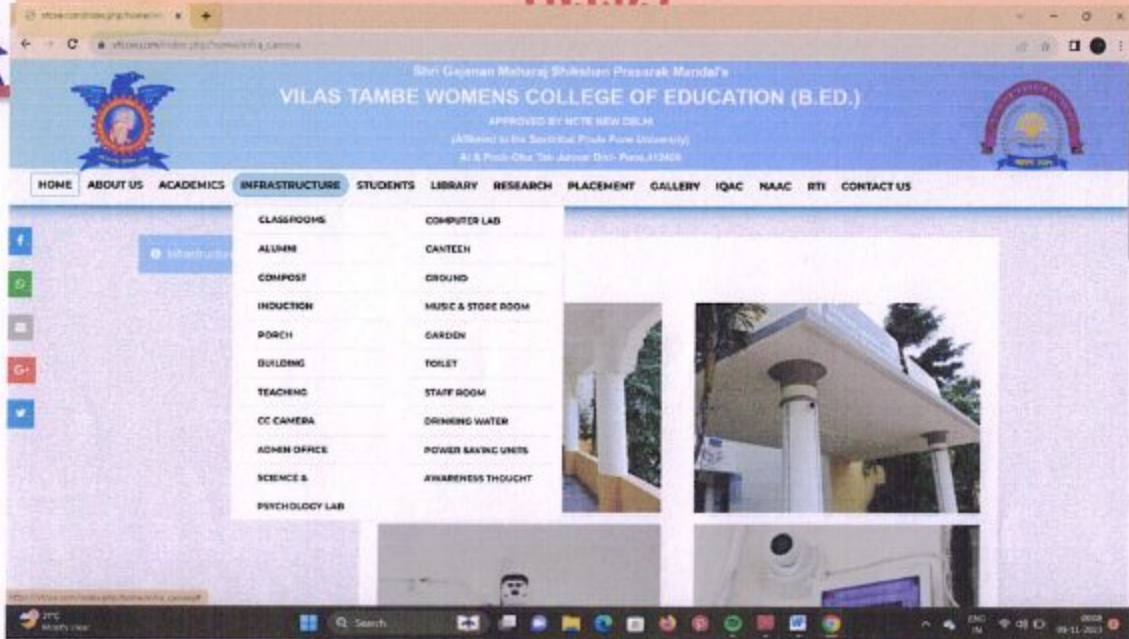 Shri Gajanan Maharaj Shikshan Prasarak Mandal's
VILAS TAMBE WOMENS COLLEGE OF EDUCATION (B.ED.)
APPROVED BY NCTE NEW DELHI
HOME ABOUT US ACADEMICS INFRASTRUCTURE STUDENTS LIBRARY RESEARCH PLACEMENT GALLERY IQAC NAAC RTI CONTACT US
CLASSROOMS
ALUMNI
COMPOST
INDUCTION
PORCH
BUILDING
TEACHING
CC CAMERA
ADMIN OFFICE
SCIENCE &
PSYCHOLOGY LAB
COMPUTER LAB
CANTEEN
GROUND
MUSIC & STORE ROOM
GARDEN
TOILET
STAFF ROOM
DRINKING WATER
POWER SAVING UNITS
AWARENESS THOUGHT
21°C
Search
ENG
IN